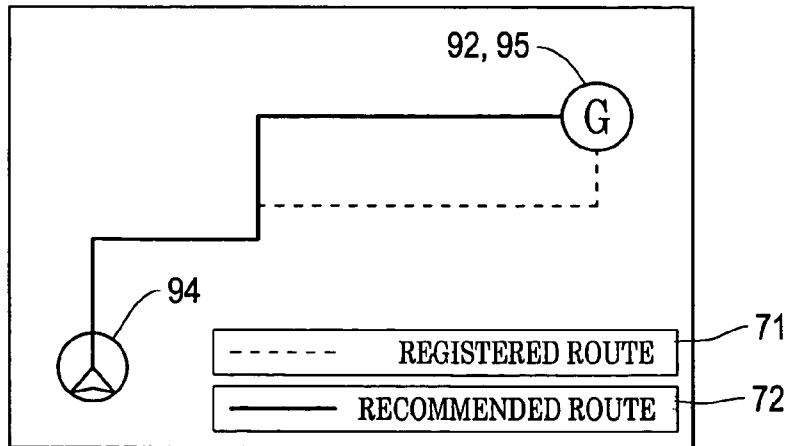 92, 95
G
94
REGISTERED ROUTE
71
RECOMMENDED ROUTE
72